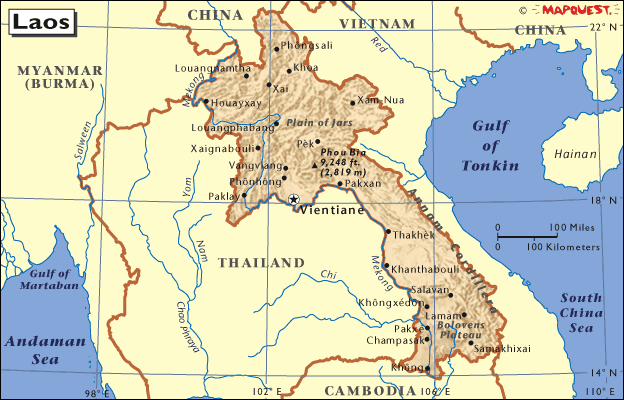 Laos
CHINA
VIETNAM
© MAPQUEST.
22°N
CHINA
Red
MYANMAR
(BURMA)
Phôngsali
Louangnamtha
Khoa
Mekong
Xai
Houayxay
Xam-Nua
Salween
Louangphabang
Plain of Jars
Gulf
of
Tonkin
Hainan
Xaignabouli
Pèk
Phou Bia
9,248 ft.
(2,819 m)
Vangviang
Phônhông
Pakxan
Yom
Paklay
Vientiane
18°N
Annam Cordillera
100 Miles
100 Kilometers
Thakhèk
Nam
THAILAND
Khanthabouli
Mekong
Chi
Gulf of
Martaban
Salavan
Khôngxédôn
Lamam
South
China
Sea
Chao Phraya
Pakxé
Bolovens
Plateau
Champasak
Samakhixai
Andaman
Sea
Không
14°N
98°E
102°E
CAMBODIA
106°E
110°E